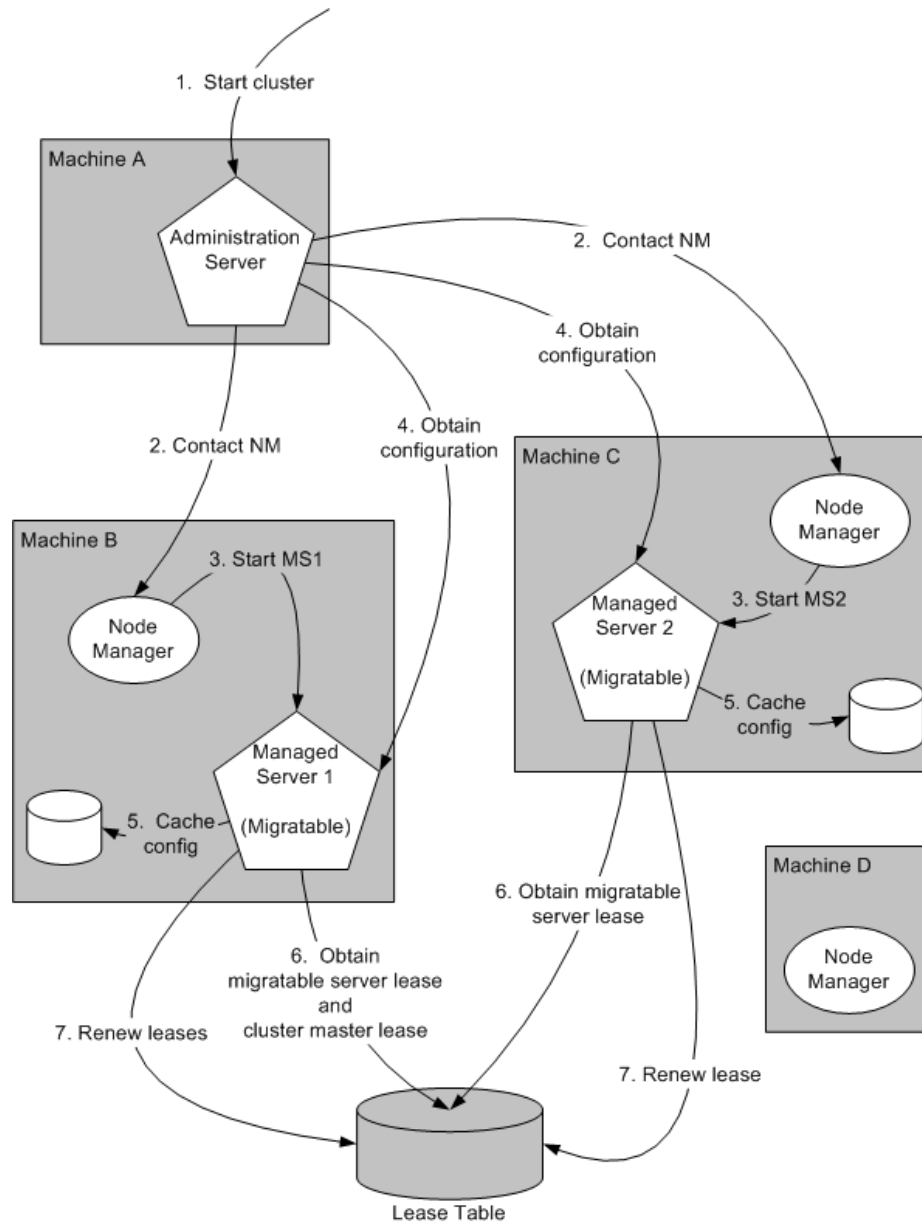 1.  Start cluster
Machine A
Administration
Server
2.  Contact NM
4. Obtain
configuration
2. Contact NM
4. Obtain
configuration
Machine C
Node
Manager
Machine B
3. Start MS1
Node
Manager
Managed
Server 2
(Migratable)
3. Start MS2
5. Cache
config
Managed
Server 1
(Migratable)
5.  Cache
config
Machine D
Node
Manager
6. Obtain migratable
server lease
6.  Obtain
migratable server lease
and
cluster master lease
7. Renew leases
7. Renew lease
Lease Table